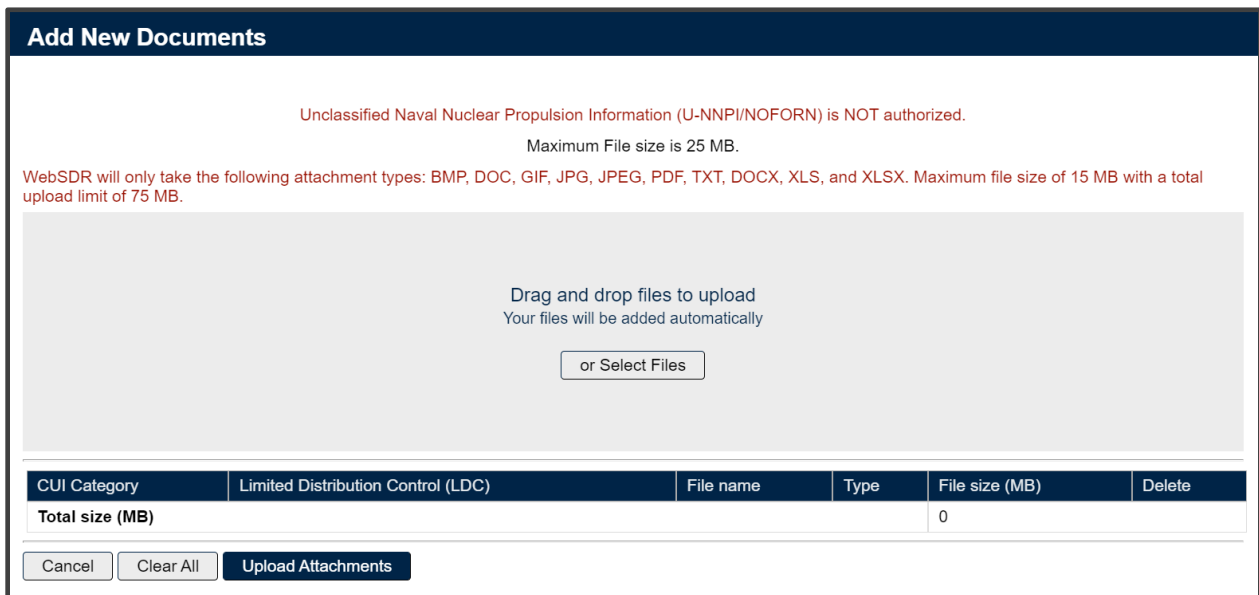 Add New Documents
Unclassified Naval Nuclear Propulsion Information (U-NNPI/NOFORN) is NOT authorized.
Maximum File size is 25 MB.
WebSDR will only take the following attachment types: BMP, DOC, GIF, JPG, JPEG, PDF, TXT, DOCX, XLS, and XLSX. Maximum file size of 15 MB with a total
upload limit of 75 MB.
Drag and drop files to upload
Your files will be added automatically
or Select Files
CUI Category Limited Distribution Control (LDC) File name Type File size (MB) Delete
Total size (MB) 0
Cancel Clear All Upload Attachments